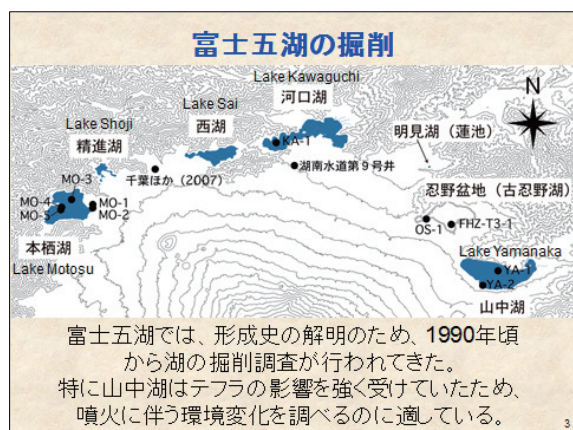 富士五湖の掘削
Lake Kawaguchi
河口湖
N
Lake Sai
西湖
Lake Shoji
精進湖
KA-1
明見湖（蓮池）
湖南水道第９号井
千葉ほか（2007）
MO-3
MO-4
MO-5
MO-1
MO-2
忍野盆地（古忍野湖）
OS-1
FHZ-T3-1
本栖湖
Lake Motosu
Lake Yamanaka
YA-1
YA-2
山中湖
富士五湖では、形成史の解明のため、1990年頃
から湖の掘削調査が行われてきた。
特に山中湖はテフラの影響を強く受けていたため、
噴火に伴う環境変化を調べるのに適している。
3